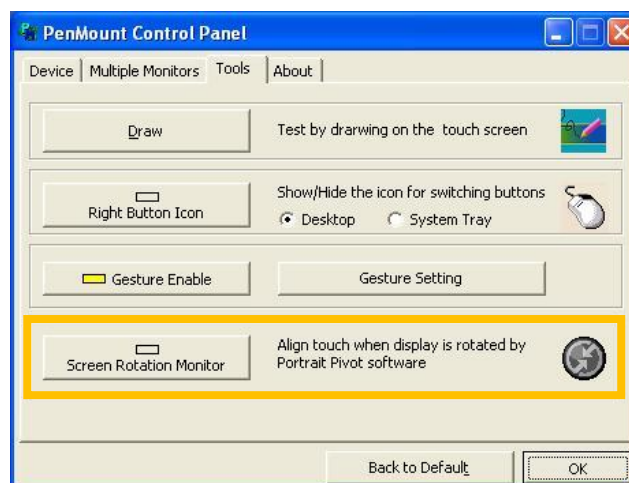 PenMount Control Panel
Device Multiple Monitors Tools About
Draw
Test by drarwing on the touch screen
Right Button Icon
Show/Hide the icon for switching buttons
Desktop System Tray
Gesture Enable
Gesture Setting
Screen Rotation Monitor
Align touch when display is rotated by
Portrait Pivot software
Back to Default
OK